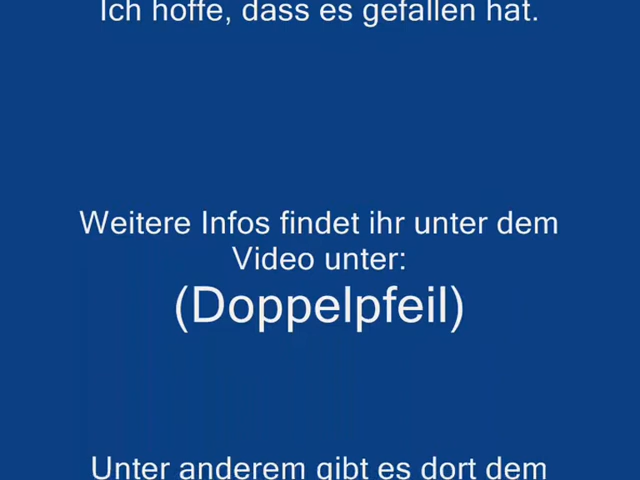 Ich hoffe, dass es gefallen hat.
Weitere Infos findet ihr unter dem
Video unter:
(Doppelpfeil)
Unter anderem gibt es dort dem